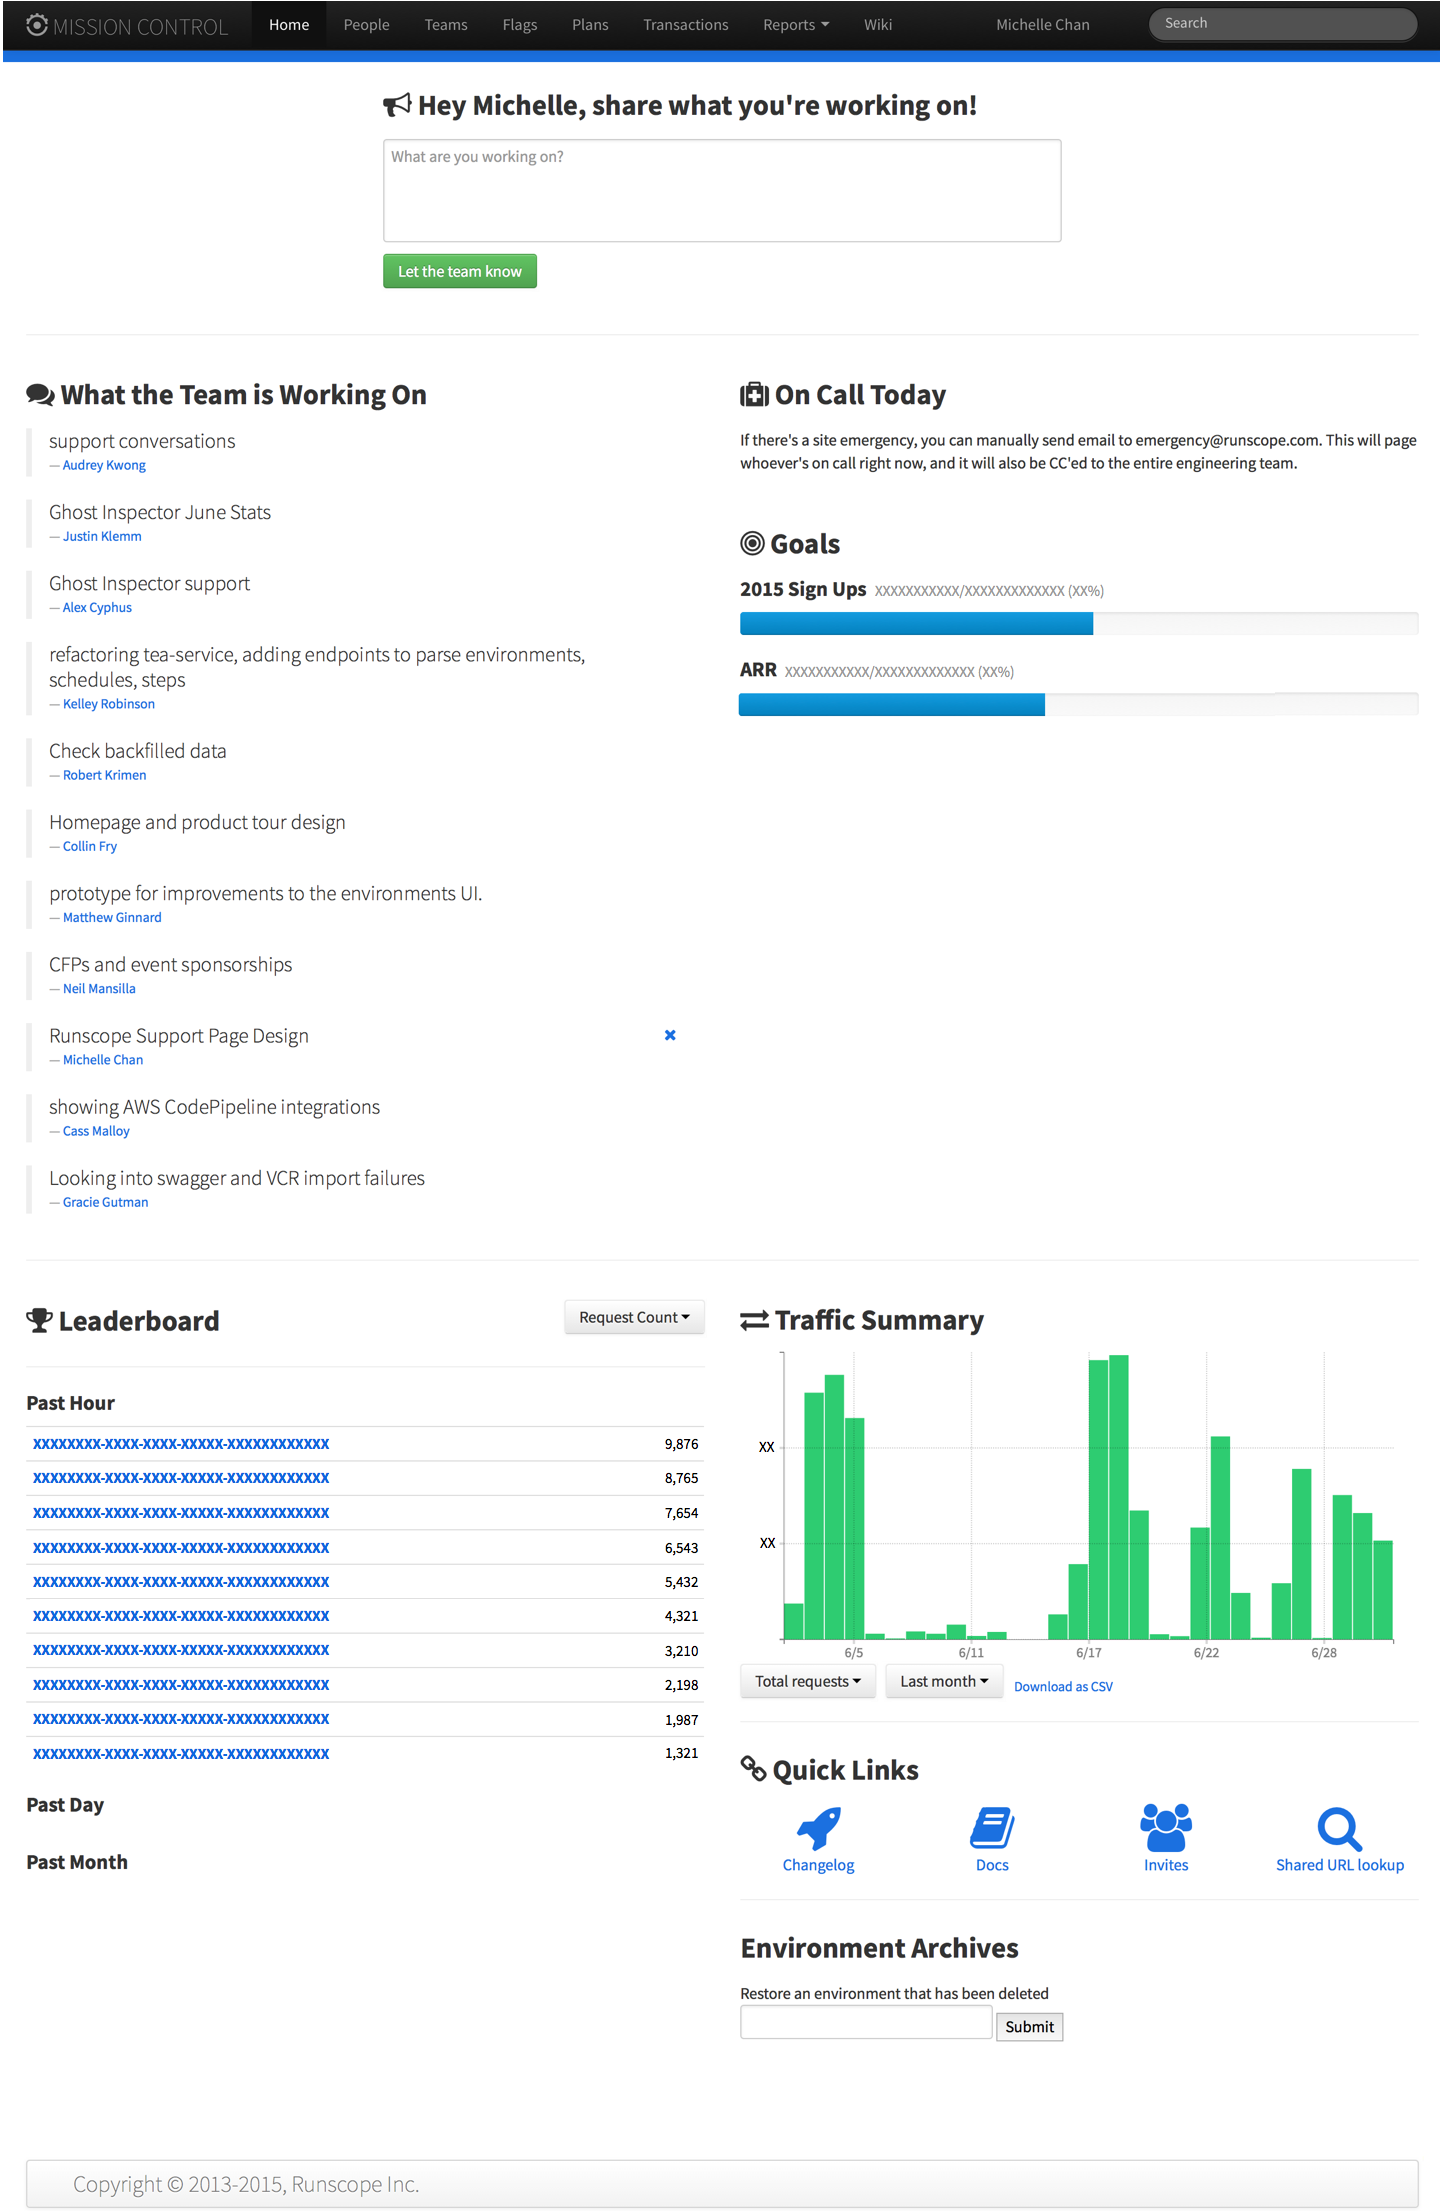 MISSION CONTROL Home People Teams Flags Plans Transactions Reports Wiki Michelle Chan Search
Hey Michelle, share what you're working on!
What are you working on?
Let the team know
What the Team is Working On
support conversations
— Audrey Kwong
Ghost Inspector June Stats
— Justin Klemm
Ghost Inspector support
— Alex Cyphus
refactoring tea-service, adding endpoints to parse environments,
schedules, steps
— Kelley Robinson
Check backfilled data
— Robert Krimen
Homepage and product tour design
— Collin Fry
prototype for improvements to the environments UI.
— Matthew Ginnard
CFPs and event sponsorships
— Neil Mansilla
Runscope Support Page Design
— Michelle Chan
showing AWS CodePipeline integrations
— Cass Malloy
Looking into swagger and VCR import failures
— Gracie Gutman
On Call Today
If there's a site emergency, you can manually send email to emergency@runscope.com. This will page
whoever's on call right now, and it will also be CC'ed to the entire engineering team.
Goals
2015 Sign Ups XXXXXXXXXXX/XXXXXXXXXXXXX (XX%)
ARR XXXXXXXXXXX/XXXXXXXXXXXXX (XX%)
Leaderboard
Request Count
Past Hour
XXXXXXXX-XXXX-XXXX-XXXXX-XXXXXXXXXXXX 9,876
XXXXXXXX-XXXX-XXXX-XXXXX-XXXXXXXXXXXX 8,765
XXXXXXXX-XXXX-XXXX-XXXXX-XXXXXXXXXXXX 7,654
XXXXXXXX-XXXX-XXXX-XXXXX-XXXXXXXXXXXX 6,543
XXXXXXXX-XXXX-XXXX-XXXXX-XXXXXXXXXXXX 5,432
XXXXXXXX-XXXX-XXXX-XXXXX-XXXXXXXXXXXX 4,321
XXXXXXXX-XXXX-XXXX-XXXXX-XXXXXXXXXXXX 3,210
XXXXXXXX-XXXX-XXXX-XXXXX-XXXXXXXXXXXX 2,198
XXXXXXXX-XXXX-XXXX-XXXXX-XXXXXXXXXXXX 1,987
XXXXXXXX-XXXX-XXXX-XXXXX-XXXXXXXXXXXX 1,321
Past Day
Past Month
Traffic Summary
XX
XX
6/5 6/11 6/17 6/22 6/28
Total requests Last month Download as CSV
Quick Links
Changelog Docs Invites Shared URL lookup
Environment Archives
Restore an environment that has been deleted
Submit
Copyright © 2013-2015, Runscope Inc.